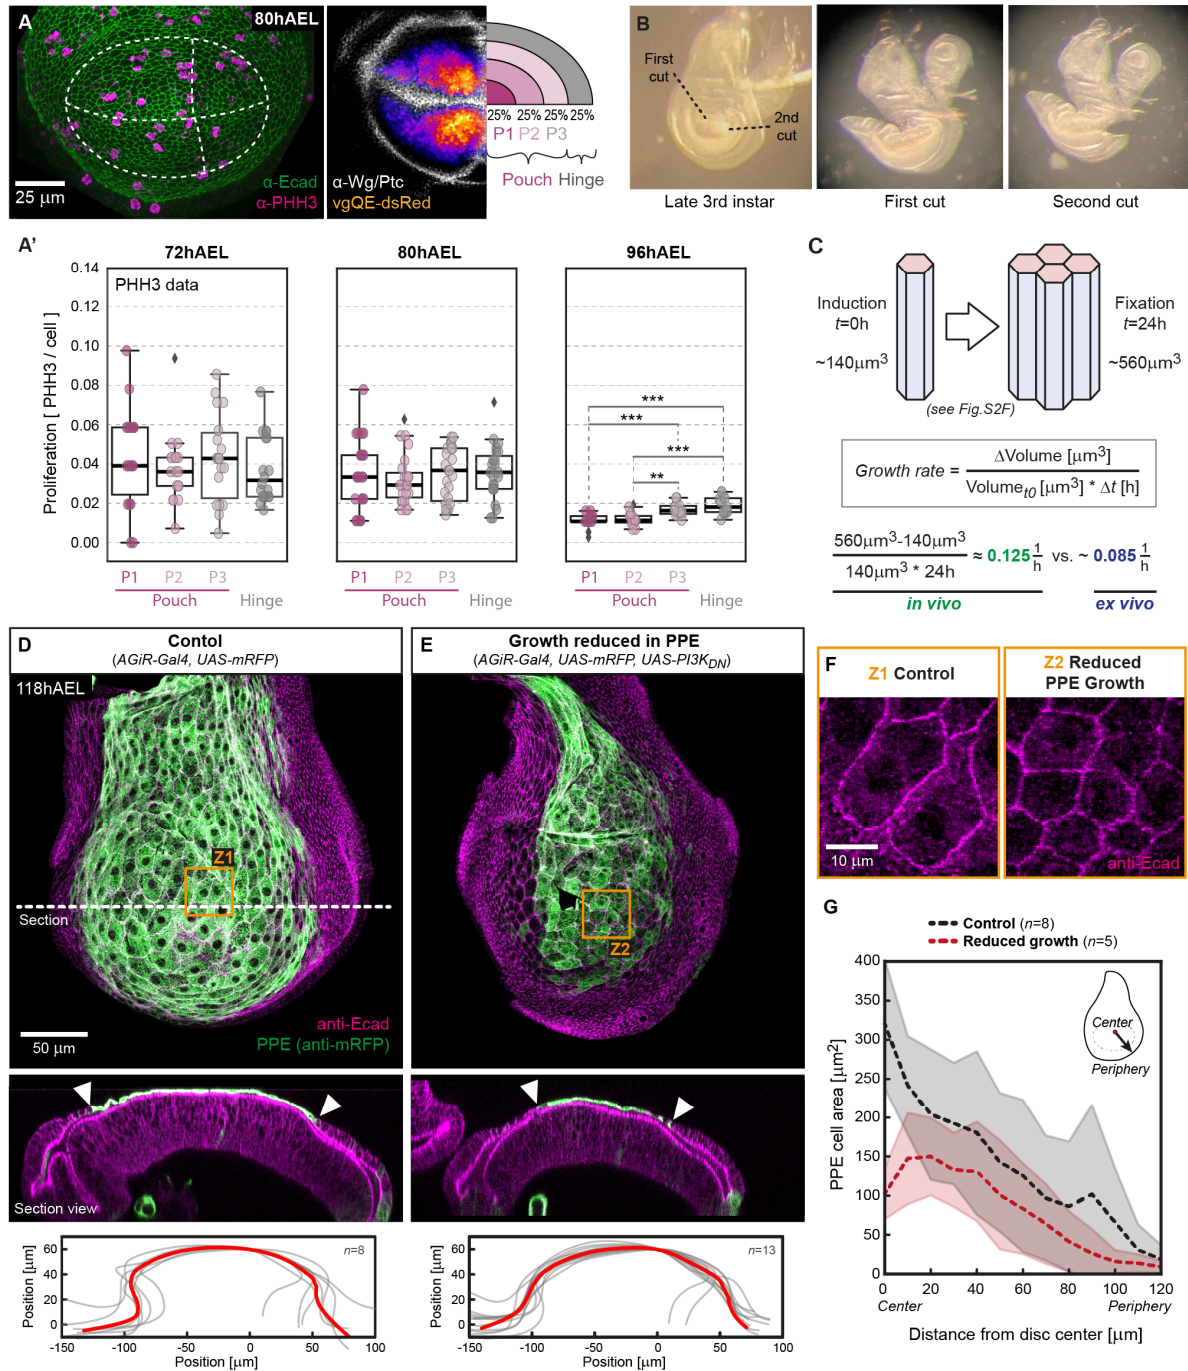 A
80hAEL
25 µm
α-Ecad
α-PHH3
α-Wg/Ptc
vgQE-dsRed
25% 25% 25% 25%
P1 P2 P3
Pouch Hinge
B
First cut
2nd cut
Late 3rd instar
First cut
Second cut
A'
72hAEL
80hAEL
96hAEL
PHH3 data
Proliferation [ PHH3 / cell ]
0.14
0.12
0.10
0.08
0.06
0.04
0.02
0.00
***
***
***
**
P1 P2 P3
Pouch Hinge
P1 P2 P3
Pouch Hinge
P1 P2 P3
Pouch Hinge
C
Induction
t=0h
~140µm³
Fixation
t=24h
~560µm³
(see Fig.S2F)
Growth rate = ΔVolume [µm³] / Volume t0 [µm³] * Δt [h]
560µm³-140µm³ / 140µm³ * 24h ≈ 0.125 1/h vs. ~ 0.085 1/h
in vivo
ex vivo
D
Contol
(AGiR-Gal4, UAS-mRFP)
118hAEL
Z1
Section
50 µm
anti-Ecad
PPE (anti-mRFP)
Section view
n=8
Position [µm]
60
40
20
0
-150 -100 -50 0 50 100
Position [µm]
E
Growth reduced in PPE
(AGiR-Gal4, UAS-mRFP, UAS-PI3K DN)
Z2
n=13
Position [µm]
60
40
20
0
-150 -100 -50 0 50 100
Position [µm]
F
Z1 Control
Z2 Reduced
PPE Growth
10 µm
anti-Ecad
G
Control (n=8)
Reduced growth (n=5)
PPE cell area [µm²]
400
350
300
250
200
150
100
50
0
Center
Periphery
0 20 40 60 80 100 120
Center
Periphery
Distance from disc center [µm]